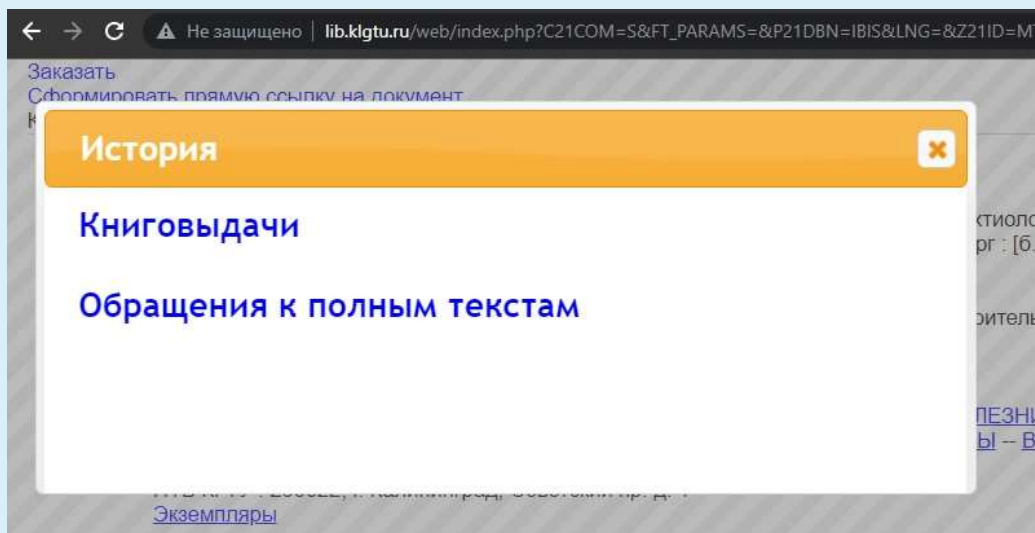 Не защищено | lib.klgtu.ru/web/index.php?C21COM=S&FT_PARAMS=&P21DBN=IBIS&LNG=&Z21ID=M
Заказать
Сформировать прямую ссылку на документ
История
Книговыдачи
рг : [б.
Обращения к полным текстам
Ы -- В
Экземпляры